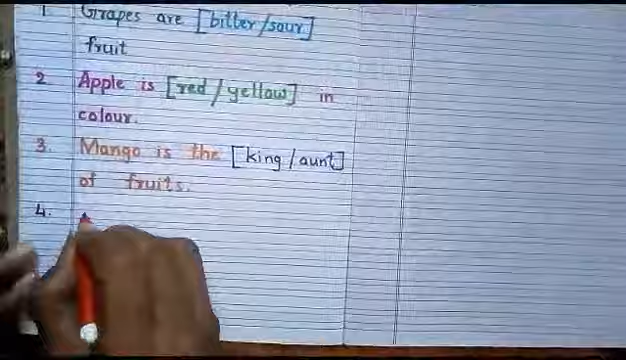 1. Grapes are [bitter/sour]
fruit
2. Apple is [red/yellow] in
colour.
3. Mango is the [king/aunt]
of fruits.
4.